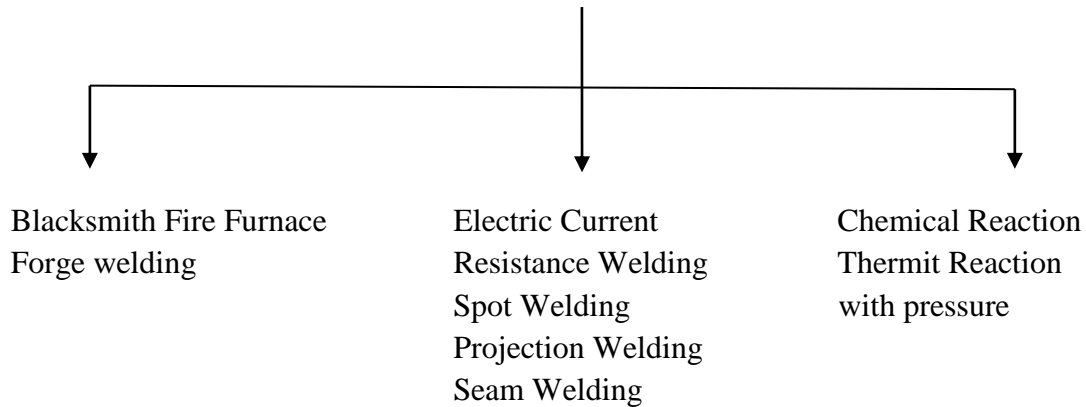 Blacksmith Fire Furnace
Forge welding
Electric Current
Resistance Welding
Spot Welding
Projection Welding
Seam Welding
Chemical Reaction
Thermit Reaction
with pressure